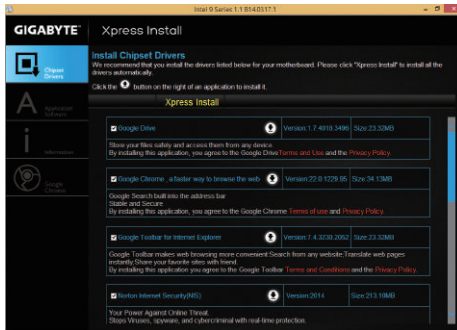 Intel 9 Series 1.1 B14.0317.1
GIGABYTE™
Xpress Install
Chipset Drivers
Application Software
Information
Google Chrome
Install Chipset Drivers
We recommend that you install the drivers listed below for your motherboard. Please click "Xpress Install" to install all the
drivers automatically.
Click the button on the right of an application to install it.
Xpress Install
Google Drive Version:1.7.4018.3496 Size:23.32MB
Store your files safely and access them from any device.
By installing this application, you agree to the Google DriveTerms and Use and the Privacy Policy.
Google Chrome , a faster way to browse the web Version:22.0.1229.95 Size:34.13MB
Google Search built into the address bar
Stable and Secure
By installing this application, you agree to the Google Chrome Terms of use and Privacy Policy.
Google Toolbar for Internet Explorer Version:7.4.3230.2052 Size:23.32MB
Google Toolbar makes web browsing more convenient.Search from any website;Translate web pages
instantly;Share your favorite sites with friend.
By installing this application you agree to the Google Toolbar Terms and Conditions and the Privacy Policy.
Norton Internet Security(NIS) Version:2014 Size:213.19MB
Your Power Against Online Threat.
Stops Viruses, spyware, and cybercriminal with real-time protection.